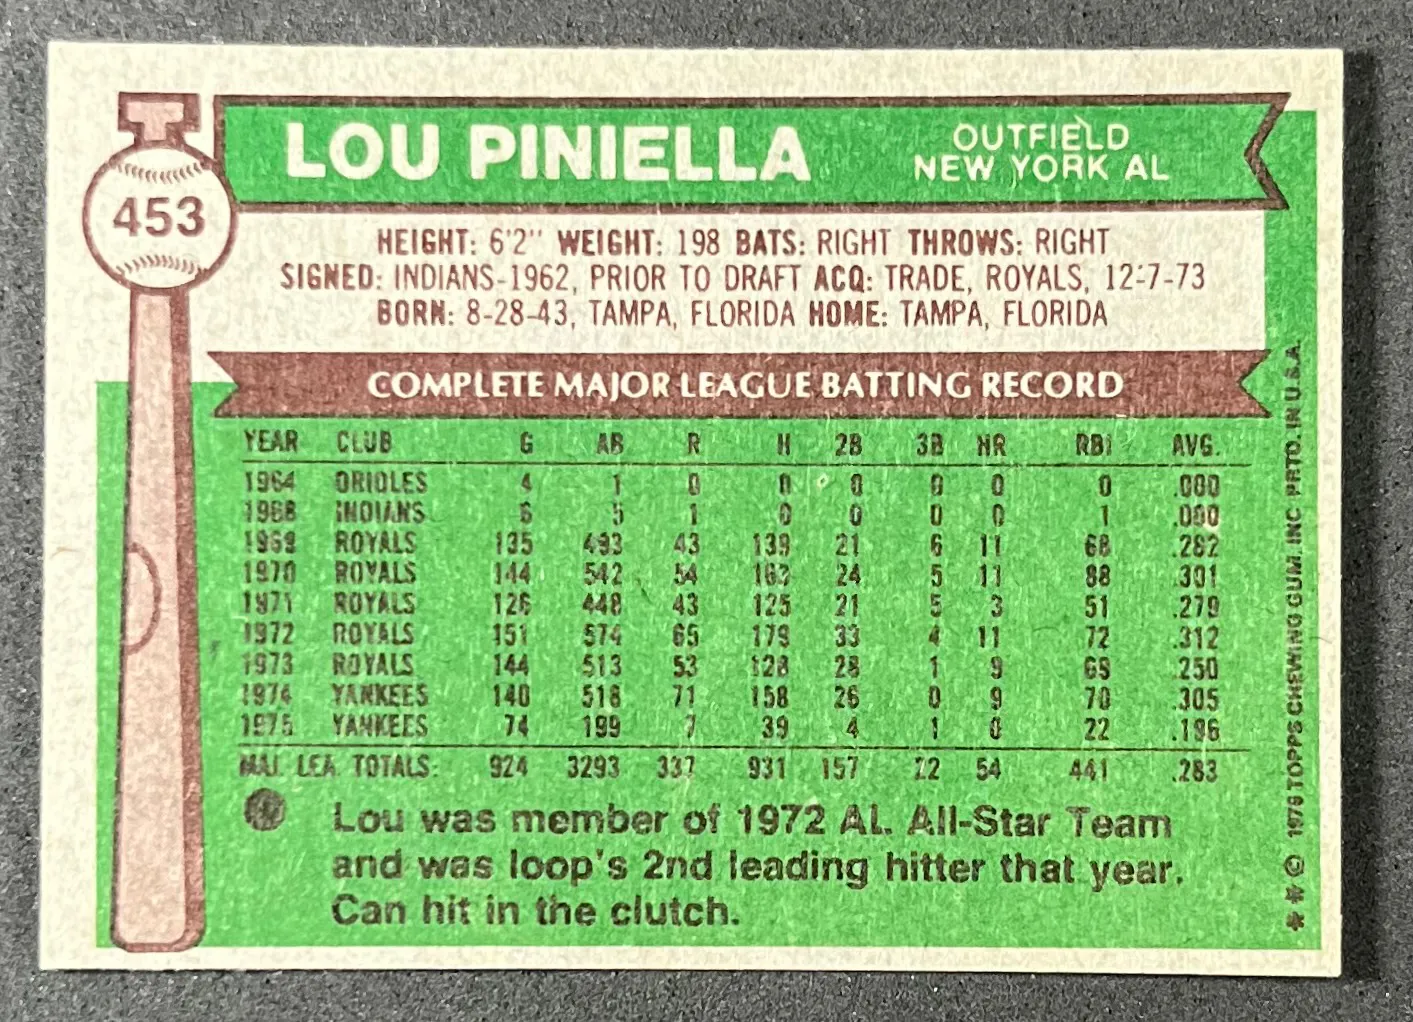 453
LOU PINIELLA
OUTFIELD
NEW YORK AL
HEIGHT: 6'2" WEIGHT: 198 BATS: RIGHT THROWS: RIGHT
SIGNED: INDIANS-1962, PRIOR TO DRAFT ACQ: TRADE, ROYALS, 12-7-73
BORN: 8-28-43, TAMPA, FLORIDA HOME: TAMPA, FLORIDA
COMPLETE MAJOR LEAGUE BATTING RECORD
YEAR CLUB G AB R H 2B 3B HR RBI AVG.
1964 ORIOLES 4 1 0 0 0 0 0 0 .000
1968 INDIANS 6 5 1 0 0 0 0 1 .000
1969 ROYALS 135 493 43 139 21 6 11 68 .282
1970 ROYALS 144 542 54 163 24 5 11 88 .301
1971 ROYALS 126 448 43 125 21 5 3 51 .279
1972 ROYALS 151 574 65 179 33 4 11 72 .312
1973 ROYALS 144 513 53 128 28 1 9 69 .250
1974 YANKEES 140 518 71 158 26 0 9 70 .305
1975 YANKEES 74 199 7 39 4 1 0 22 .196
MAJ. LEA. TOTALS: 924 3293 337 931 157 22 54 441 .283
Lou was member of 1972 AL All-Star Team
and was loop's 2nd leading hitter that year.
Can hit in the clutch.
** © 1976 TOPPS CHEWING GUM, INC PRTD. IN U.S.A.